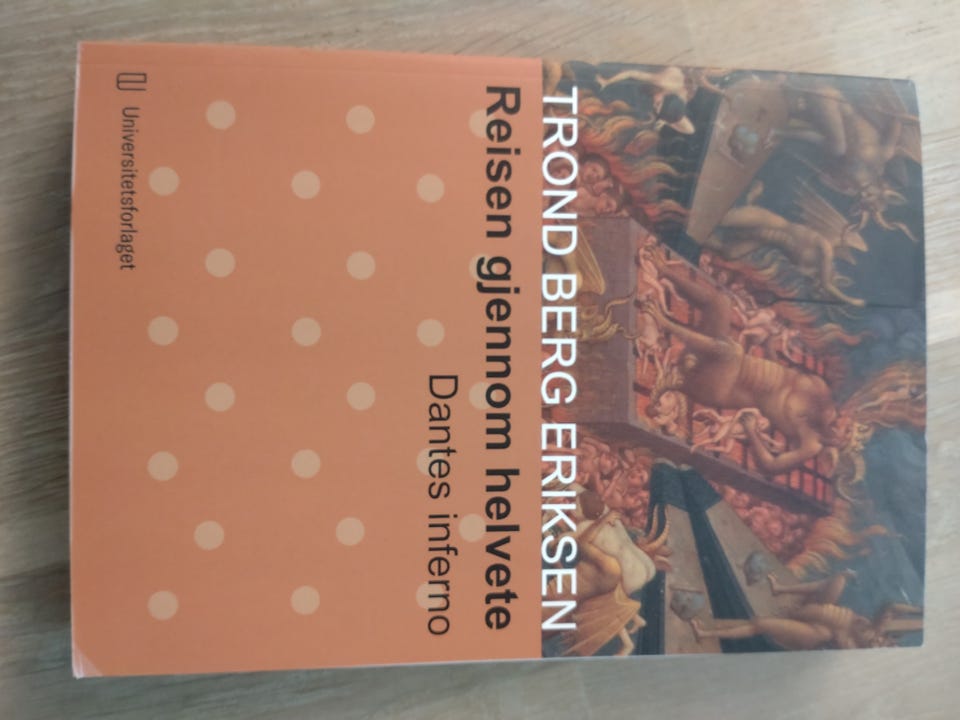 TROND BERG ERIKSEN
Reisen gjennom helvete
Dantes inferno
Universitetsforlaget